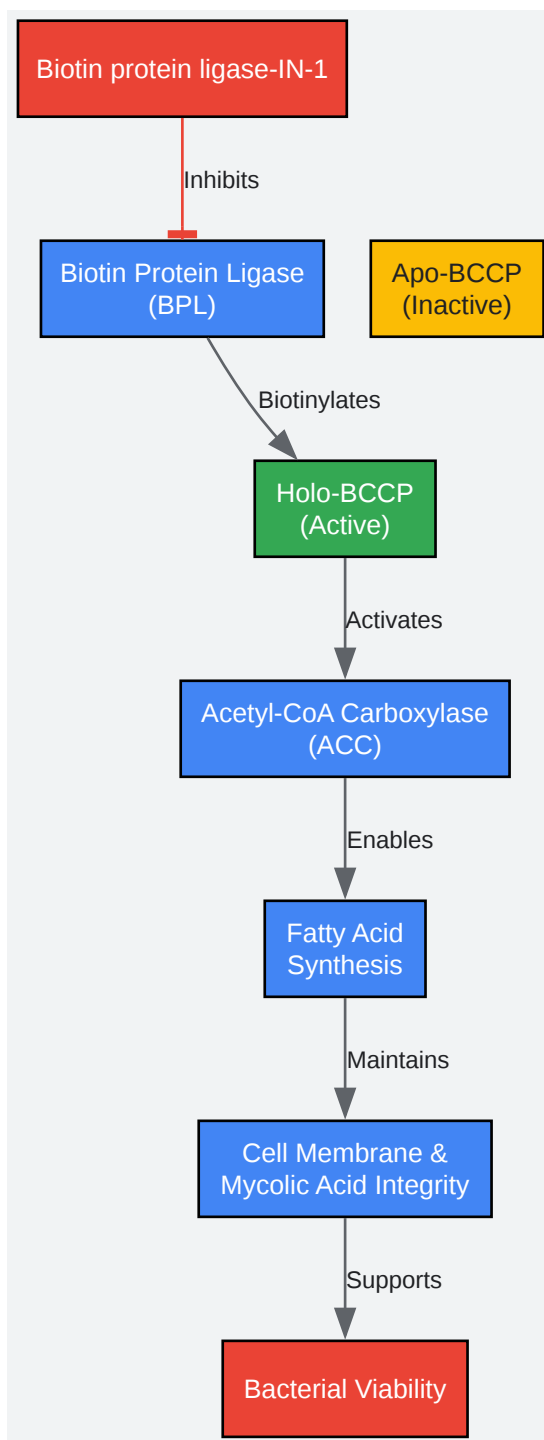 Biotin protein ligase-IN-1
Inhibits
Biotin Protein Ligase
(BPL)
Apo-BCCP
(Inactive)
Biotinylates
Holo-BCCP
(Active)
Activates
Acetyl-CoA Carboxylase
(ACC)
Enables
Fatty Acid
Synthesis
Maintains
Cell Membrane &
Mycolic Acid Integrity
Supports
Bacterial Viability